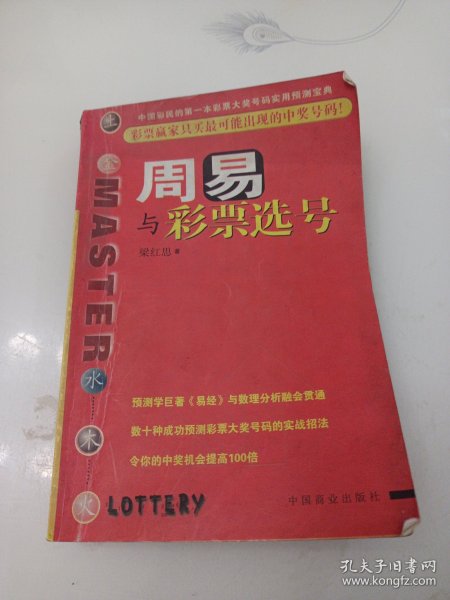 中国彩民的第一本彩票大奖号码实用预测宝典
彩票赢家只买最可能出现的中奖号码!
周易
与彩票选号
梁红思 著
土
金
MASTER
水
木
火
LOTTERY
预测学巨著《易经》与数理分析融会贯通
数十种成功预测彩票大奖号码的实战招法
令你的中奖机会提高100倍
中国商业出版社
孔夫子旧书网
www.kongfz.com